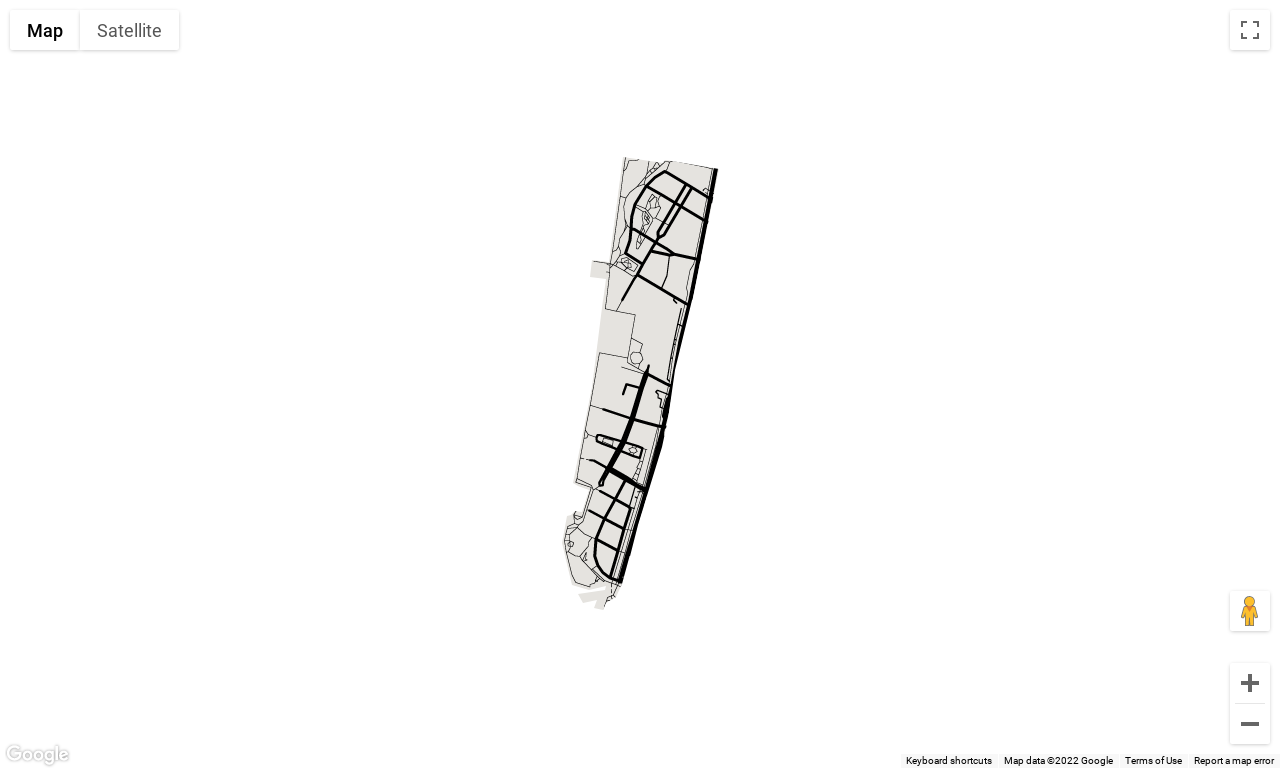 Map Satellite
Google
Keyboard shortcuts Map data ©2022 Google Terms of Use Report a map error